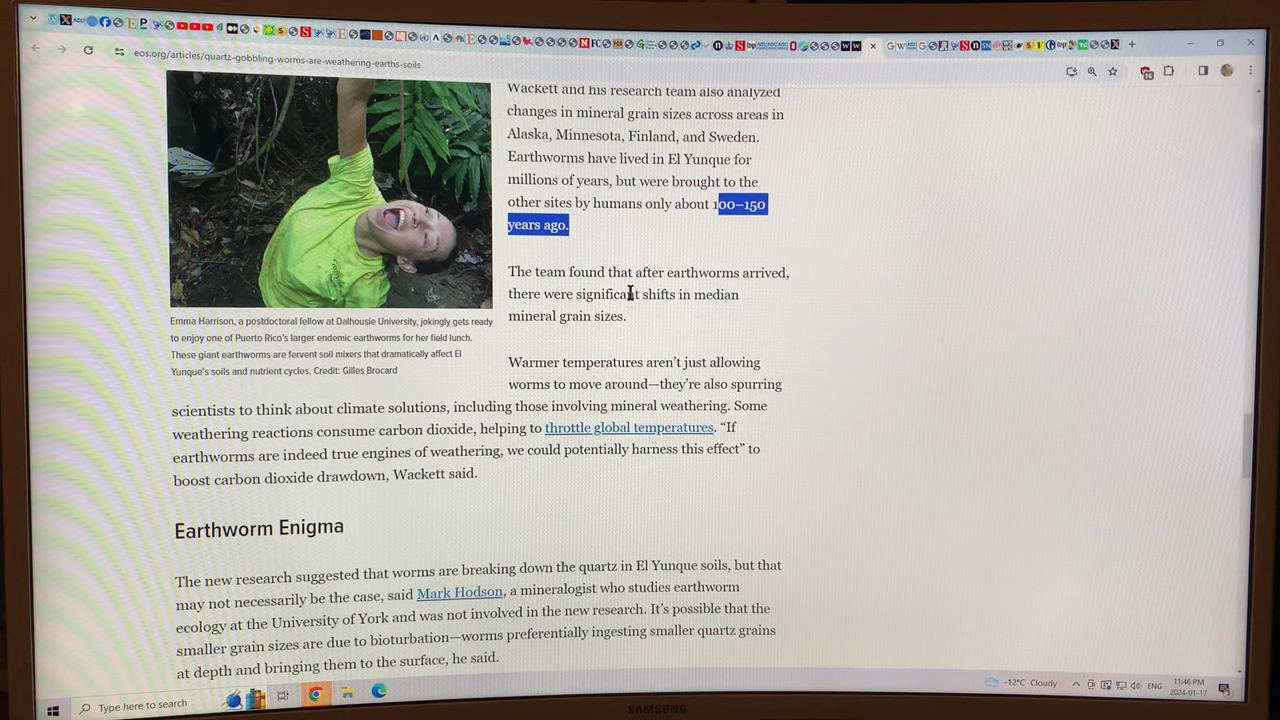 eos.org/articles/quartz-gobbling-worms-are-weathering-earths-soils
Wackett and his research team also analyzed
changes in mineral grain sizes across areas in
Alaska, Minnesota, Finland, and Sweden.
Earthworms have lived in El Yunque for
millions of years, but were brought to the
other sites by humans only about 100–150
years ago.
The team found that after earthworms arrived,
there were significant shifts in median
mineral grain sizes.
Emma Harrison, a postdoctoral fellow at Dalhousie University, jokingly gets ready
to enjoy one of Puerto Rico's larger endemic earthworms for her field lunch.
These giant earthworms are fervent soil mixers that dramatically affect El
Yunque's soils and nutrient cycles. Credit: Gilles Brocard
Warmer temperatures aren't just allowing
worms to move around—they're also spurring
scientists to think about climate solutions, including those involving mineral weathering. Some
weathering reactions consume carbon dioxide, helping to throttle global temperatures. “If
earthworms are indeed true engines of weathering, we could potentially harness this effect” to
boost carbon dioxide drawdown, Wackett said.
Earthworm Enigma
The new research suggested that worms are breaking down the quartz in El Yunque soils, but that
may not necessarily be the case, said Mark Hodson, a mineralogist who studies earthworm
ecology at the University of York and was not involved in the new research. It's possible that the
smaller grain sizes are due to bioturbation—worms preferentially ingesting smaller quartz grains
at depth and bringing them to the surface, he said.
Type here to search
-12°C Cloudy
ENG
11:46 PM
2024-01-17
SAMSUNG